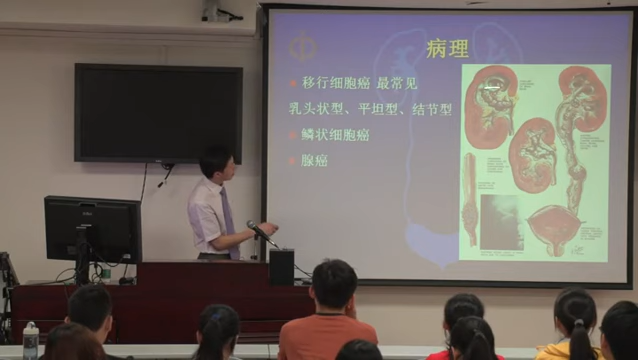 病理
移行细胞癌 最常见
乳头状型、平坦型、结节型
鳞状细胞癌
腺癌